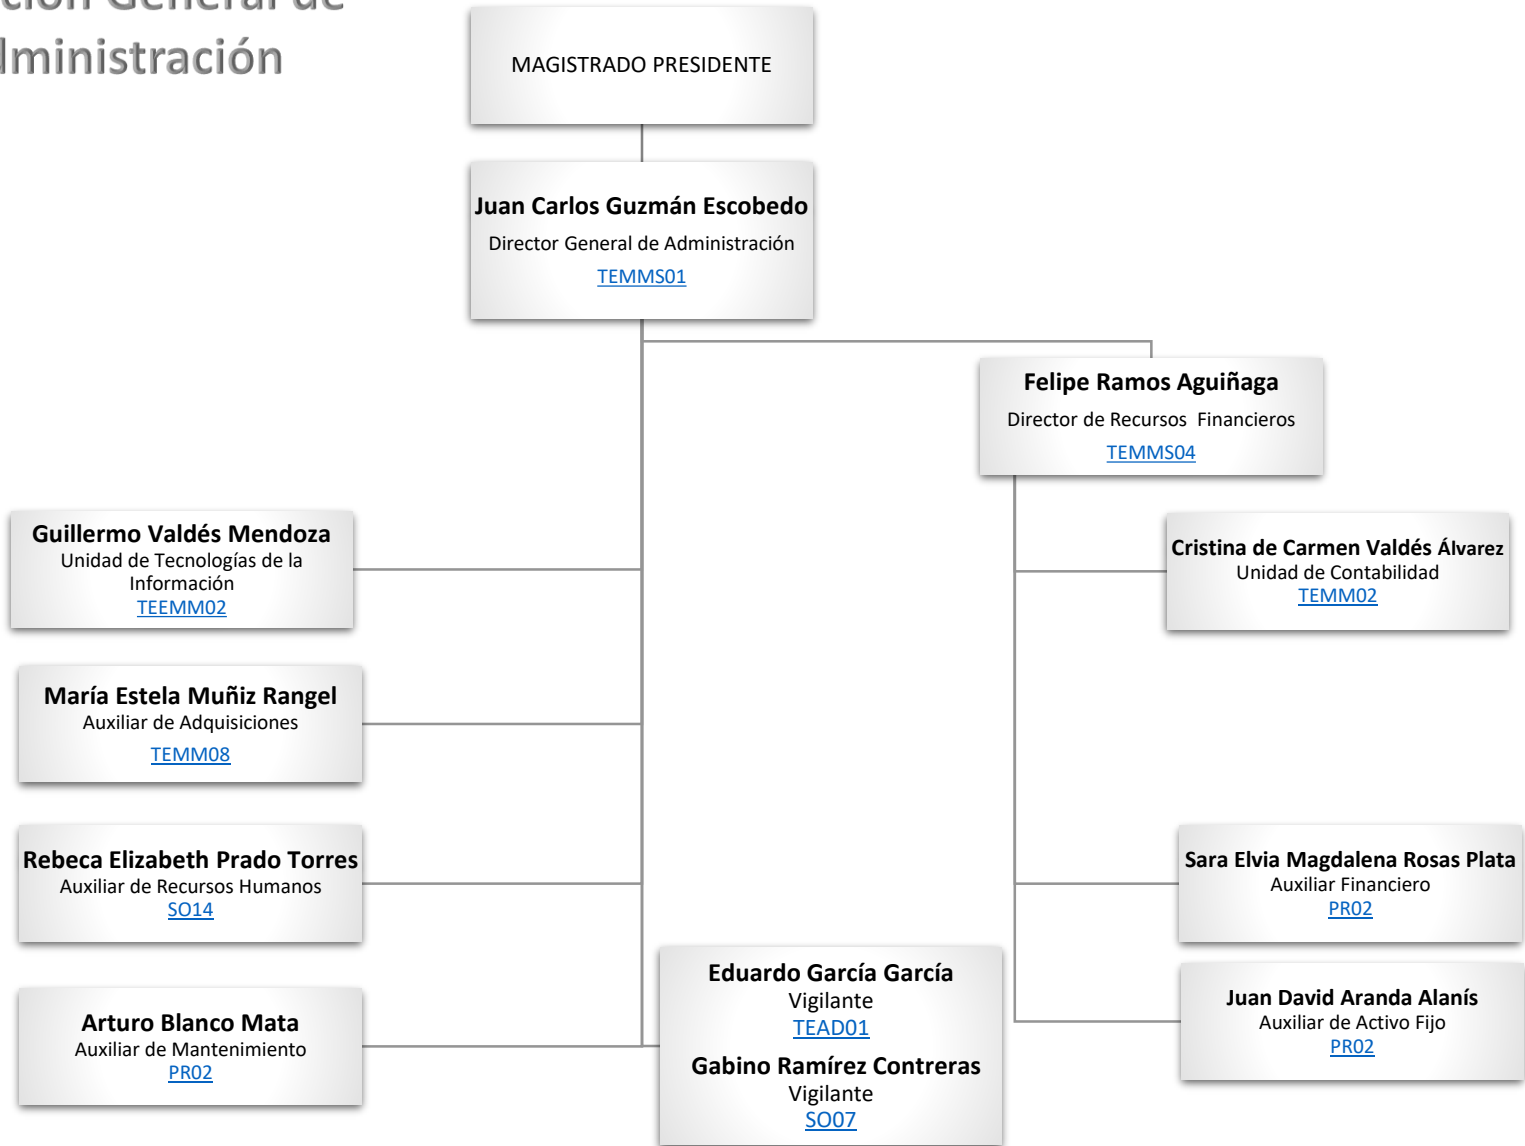 General de
MAGISTRADO PRESIDENTE
Juan Carlos Guzmán Escobedo
Director General de Administración
TEMMS01
Felipe Ramos Aguiñaga
Director de Recursos Financieros
TEMMS04
Guillermo Valdés Mendoza
Unidad de Tecnologías de la
Información
TEEMM02
Cristina de Carmen Valdés Álvarez
Unidad de Contabilidad
TEMM02
María Estela Muñiz Rangel
Auxiliar de Adquisiciones
TEMM08
Rebeca Elizabeth Prado Torres
Auxiliar de Recursos Humanos
SO14
Sara Elvia Magdalena Rosas Plata
Auxiliar Financiero
PR02
Arturo Blanco Mata
Auxiliar de Mantenimiento
PR02
Eduardo García García
Vigilante
TEAD01
Gabino Ramírez Contreras
Vigilante
SO07
Juan David Aranda Alanís
Auxiliar de Activo Fijo
PR02